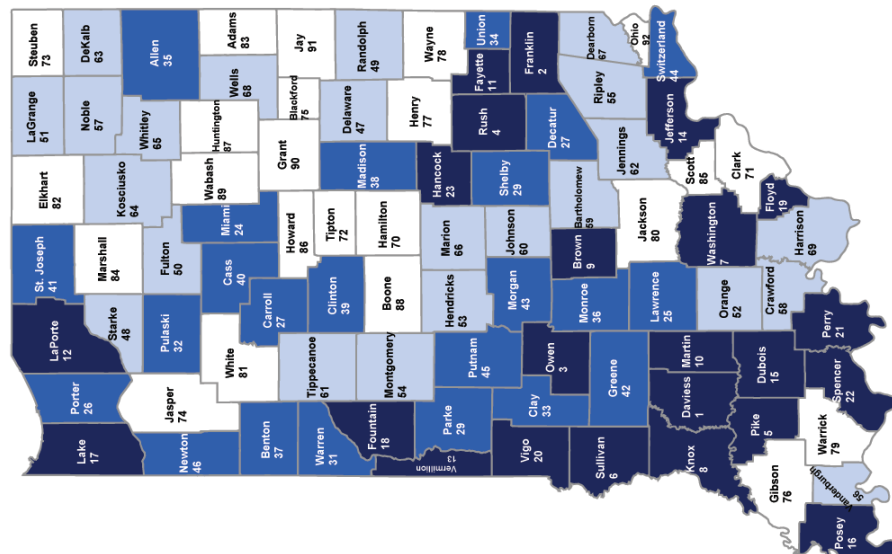 Lake
17
Porter
26
LaPorte
12
St. Joseph
41
Elkhart
82
LaGrange
51
Steuben
73
Noble
57
DeKalb
63
Starke
48
Marshall
84
Kosciusko
64
Whitley
65
Allen
35
Newton
46
Jasper
74
Pulaski
32
Fulton
50
Wabash
89
Huntington
87
Wells
68
Adams
83
Benton
37
White
81
Cass
40
Miami
24
Carroll
27
Howard
86
Grant
90
Blackford
75
Jay
91
Warren
31
Tippecanoe
61
Clinton
39
Tipton
72
Madison
38
Delaware
47
Randolph
49
Fountain
18
Montgomery
54
Boone
88
Hamilton
70
Henry
77
Wayne
78
Vermillion
13
Parke
29
Putnam
45
Hendricks
53
Marion
66
Hancock
23
Rush
4
Fayette
11
Union
34
Vigo
20
Clay
33
Owen
3
Morgan
43
Johnson
60
Shelby
29
Decatur
27
Franklin
2
Sullivan
6
Greene
42
Monroe
36
Brown
9
Bartholomew
59
Jennings
62
Ripley
55
Dearborn
67
Ohio
92
Switzerland
44
Knox
8
Daviess
1
Martin
10
Lawrence
25
Jackson
80
Scott
85
Jefferson
14
Gibson
76
Pike
5
Dubois
15
Orange
52
Washington
7
Clark
71
Crawford
58
Harrison
69
Floyd
19
Posey
16
Vanderburgh
56
Warrick
79
Spencer
22
Perry
21